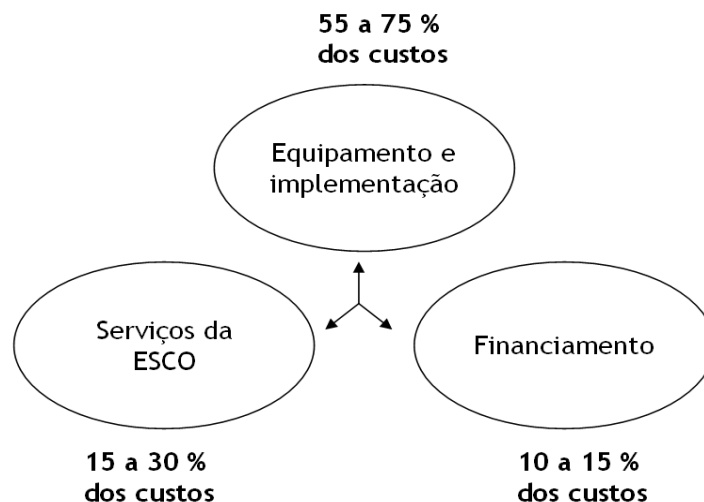 55 a 75 %
dos custos
Equipamento e
implementação
Serviços da
ESCO
Financiamento
15 a 30 %
dos custos
10 a 15 %
dos custos